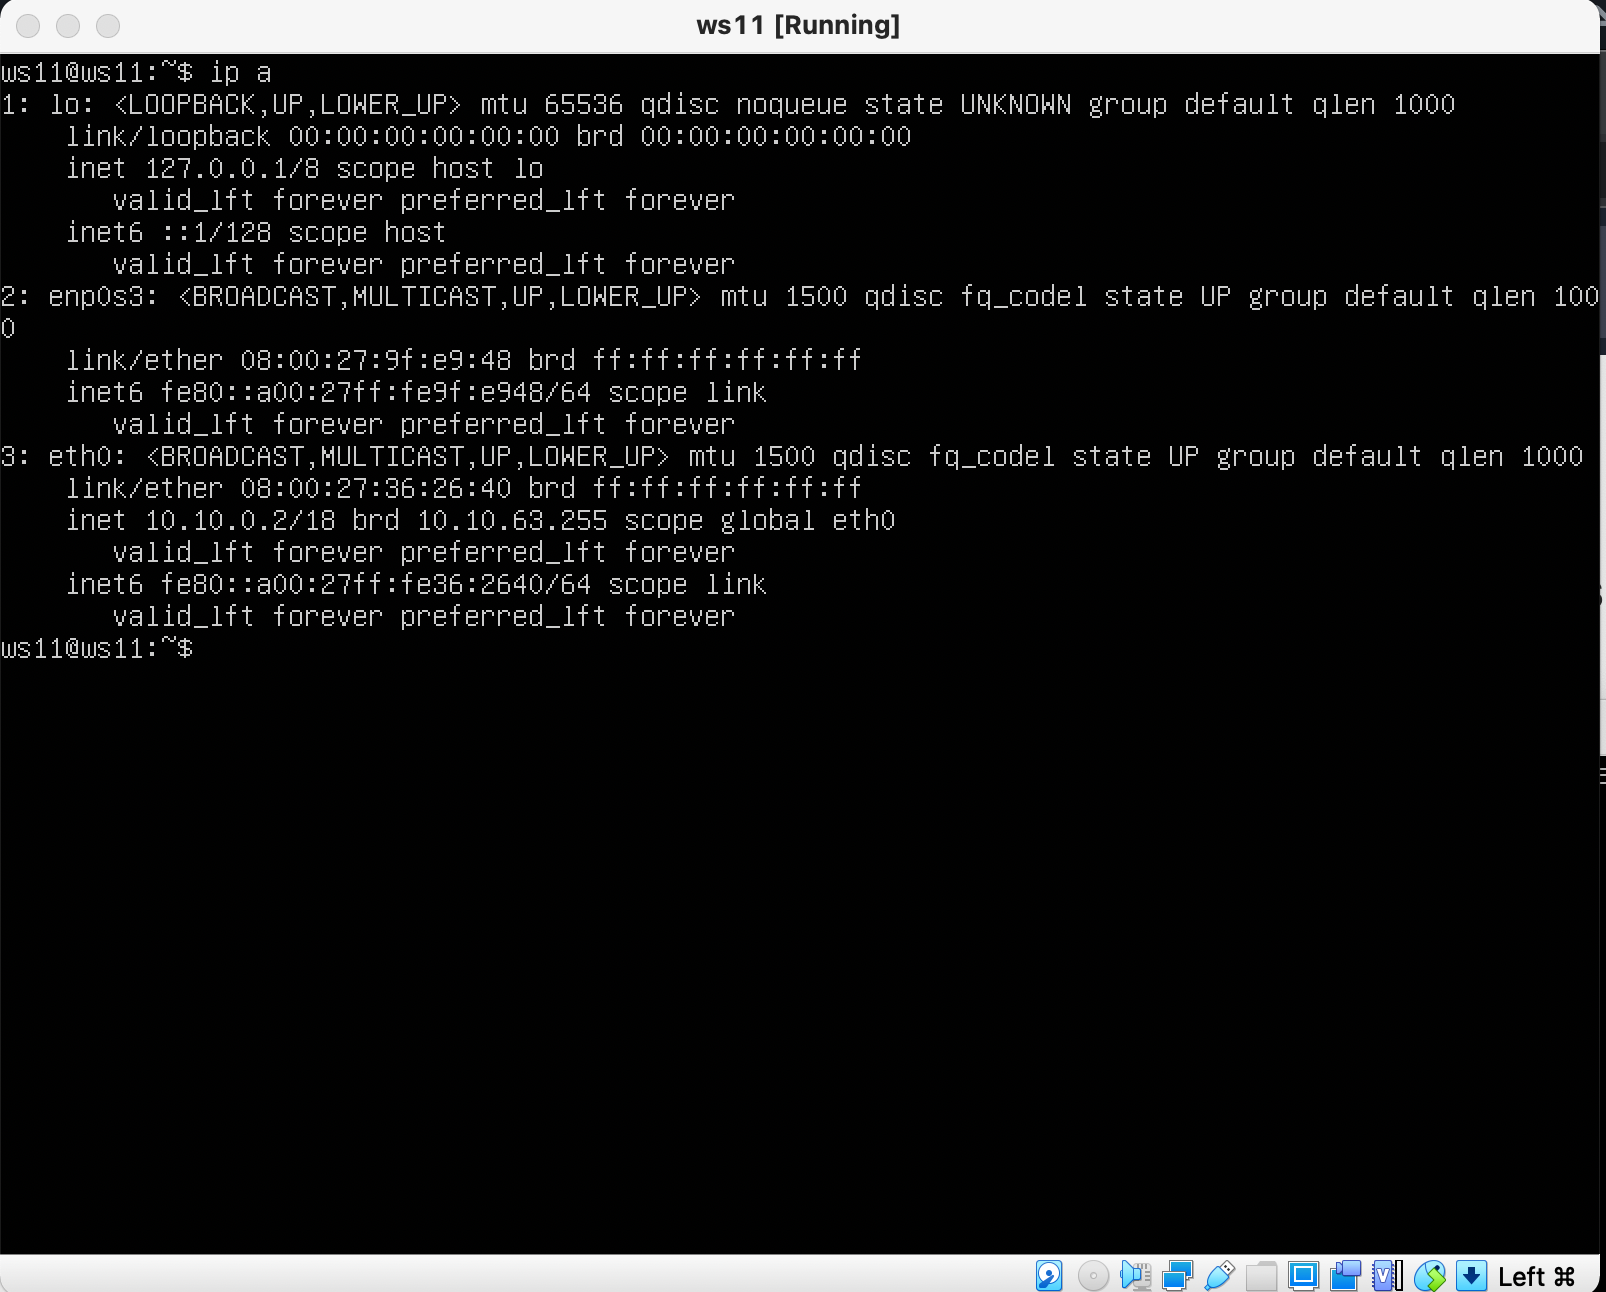 ws11 [Running]
ws11@ws11:~$ ip a
1: lo: <LOOPBACK,UP,LOWER_UP> mtu 65536 qdisc noqueue state UNKNOWN group default qlen 1000
    link/loopback 00:00:00:00:00:00 brd 00:00:00:00:00:00
    inet 127.0.0.1/8 scope host lo
       valid_lft forever preferred_lft forever
    inet6 ::1/128 scope host
       valid_lft forever preferred_lft forever
2: enp0s3: <BROADCAST,MULTICAST,UP,LOWER_UP> mtu 1500 qdisc fq_codel state UP group default qlen 100
0
    link/ether 08:00:27:9f:e9:48 brd ff:ff:ff:ff:ff:ff
    inet6 fe80::a00:27ff:fe9f:e948/64 scope link
       valid_lft forever preferred_lft forever
3: eth0: <BROADCAST,MULTICAST,UP,LOWER_UP> mtu 1500 qdisc fq_codel state UP group default qlen 1000
    link/ether 08:00:27:36:26:40 brd ff:ff:ff:ff:ff:ff
    inet 10.10.0.2/18 brd 10.10.63.255 scope global eth0
       valid_lft forever preferred_lft forever
    inet6 fe80::a00:27ff:fe36:2640/64 scope link
       valid_lft forever preferred_lft forever
ws11@ws11:~$
Left ⌘